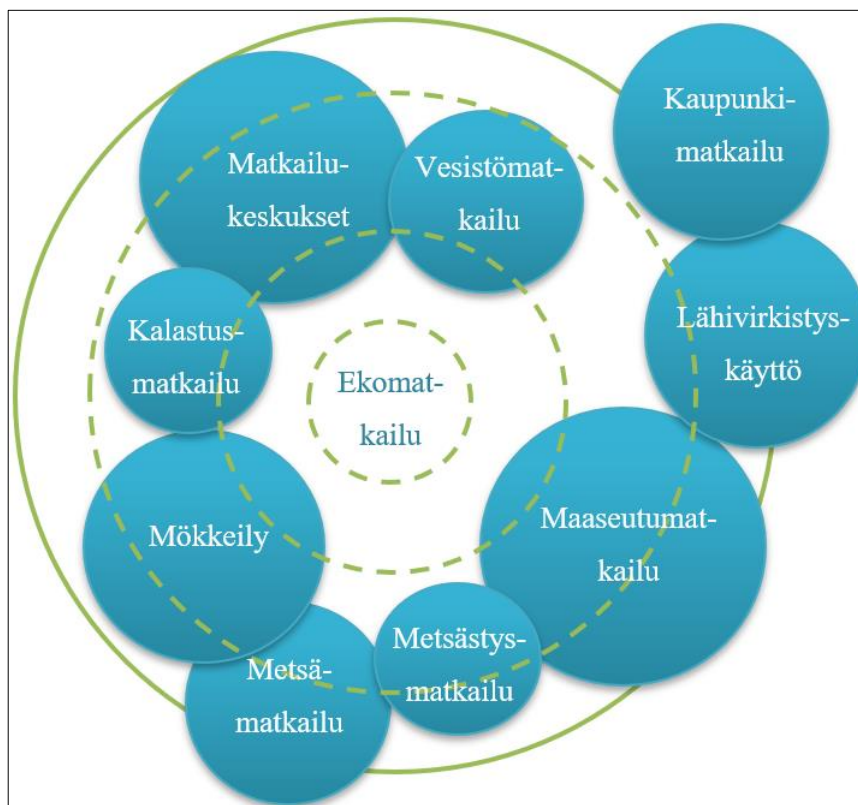 Kaupunki-
matkailu
Matkailu-
keskukset
Vesistömat-
kailu
Lähivirkistys-
käyttö
Kalastus-
matkailu
Ekomat-
kailu
Maaseutumat-
kailu
Mökkeily
Metsästys-
matkailu
Metsä-
matkailu